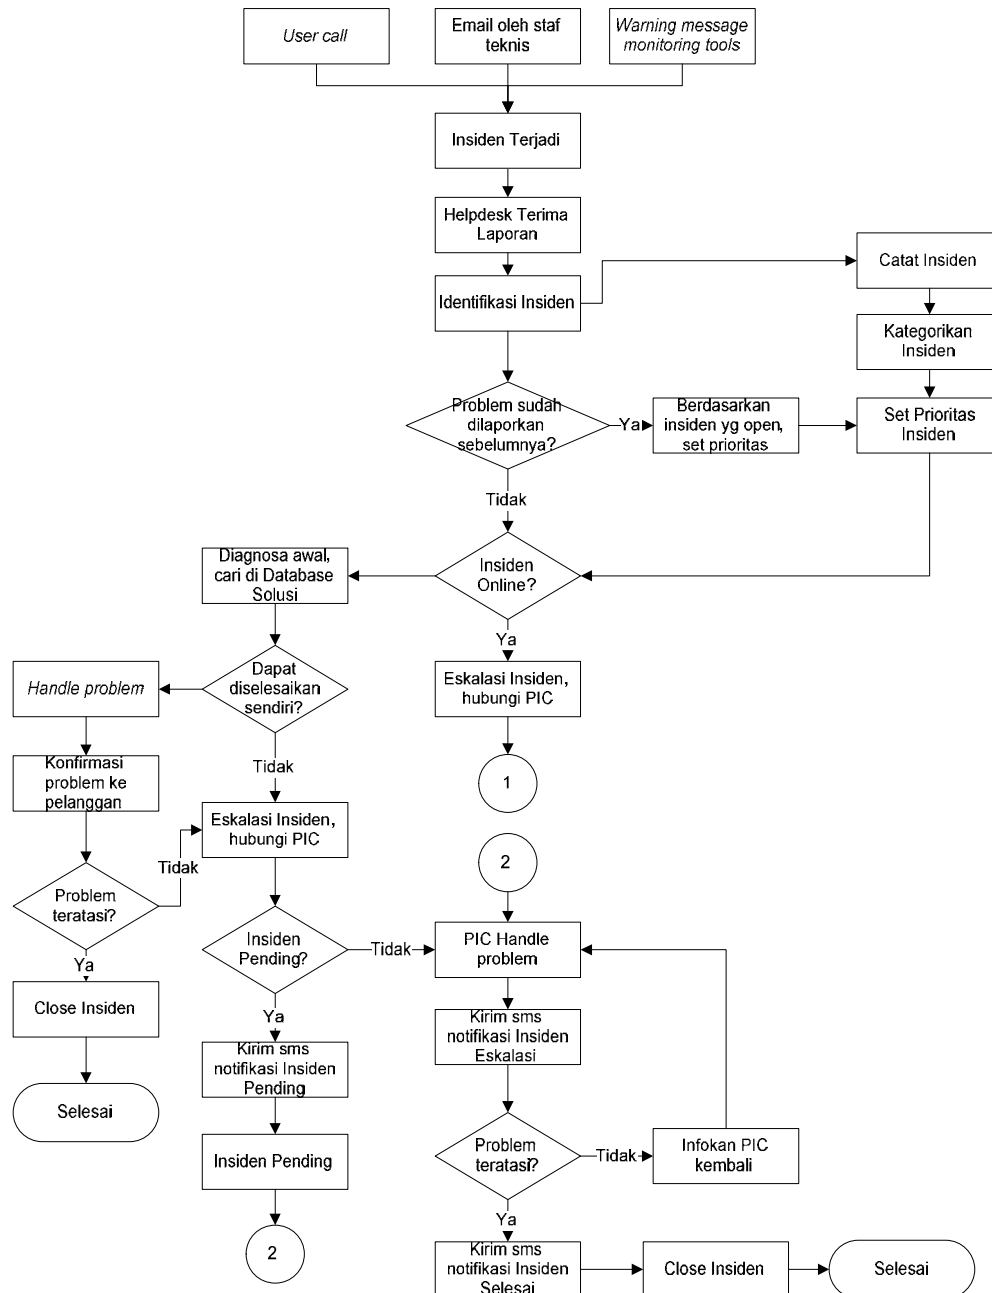 User call
Email oleh staf
teknis
Warning message
monitoring tools
Insiden Terjadi
Helpdesk Terima
Laporan
Identifikasi Insiden
Catat Insiden
Kategorikan
Insiden
Set Prioritas
Insiden
Problem sudah
dilaporkan
sebelumnya?
Ya
Berdasarkan
insiden yg open,
set prioritas
Tidak
Insiden
Online?
Diagnosa awal,
cari di Database
Solusi
Ya
Eskalasi Insiden,
hubungi PIC
1
Dapat
diselesaikan
sendiri?
Handle problem
Konfirmasi
problem ke
pelanggan
Tidak
Eskalasi Insiden,
hubungi PIC
Problem
teratasi?
Tidak
Ya
Close Insiden
Selesai
Insiden
Pending?
Tidak
Ya
Kirim sms
notifikasi Insiden
Pending
Insiden Pending
2
2
PIC Handle
problem
Kirim sms
notifikasi Insiden
Eskalasi
Problem
teratasi?
Tidak
Infokan PIC
kembali
Ya
Kirim sms
notifikasi Insiden
Selesai
Close Insiden
Selesai